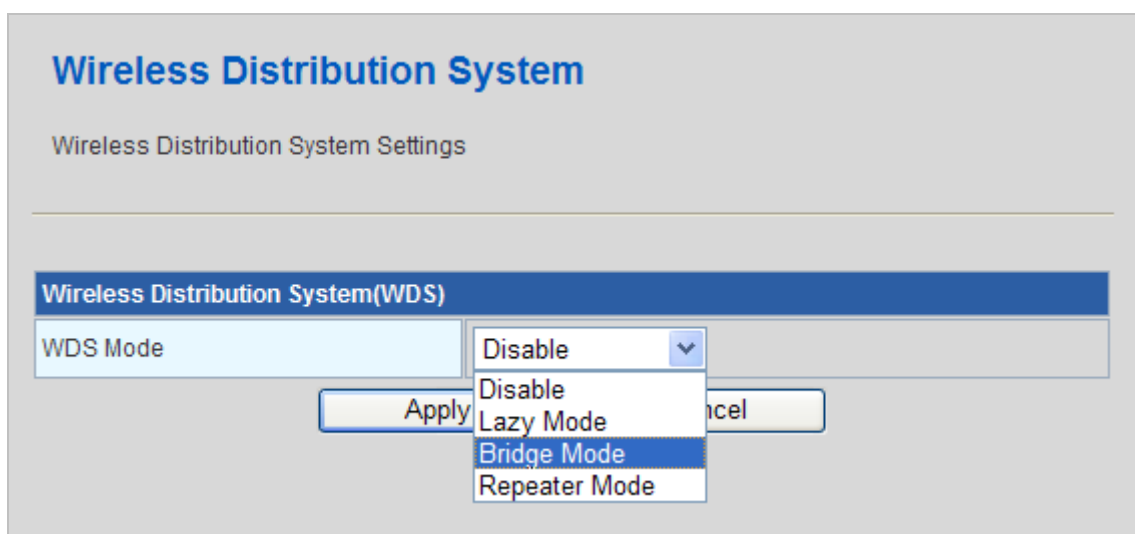 Wireless Distribution System
Wireless Distribution System Settings
Wireless Distribution System(WDS)
WDS Mode
Disable
Disable
Lazy Mode
Bridge Mode
Repeater Mode
Apply
ncel